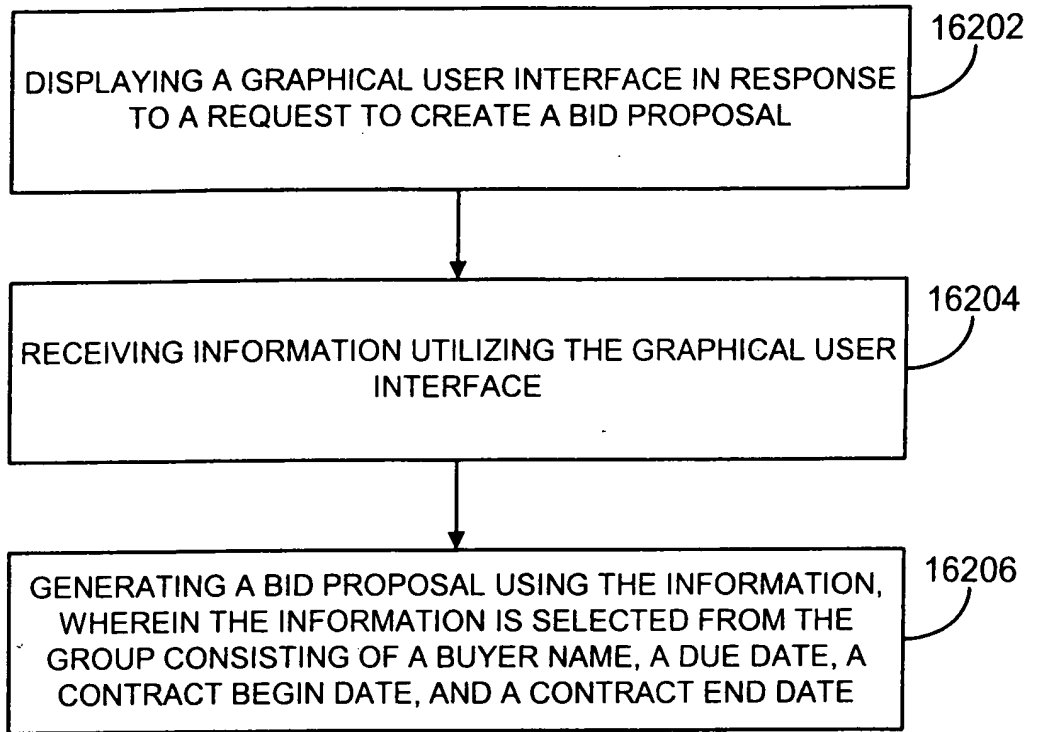 16202
DISPLAYING A GRAPHICAL USER INTERFACE IN RESPONSE
TO A REQUEST TO CREATE A BID PROPOSAL
16204
RECEIVING INFORMATION UTILIZING THE GRAPHICAL USER
INTERFACE
16206
GENERATING A BID PROPOSAL USING THE INFORMATION,
WHEREIN THE INFORMATION IS SELECTED FROM THE
GROUP CONSISTING OF A BUYER NAME, A DUE DATE, A
CONTRACT BEGIN DATE, AND A CONTRACT END DATE